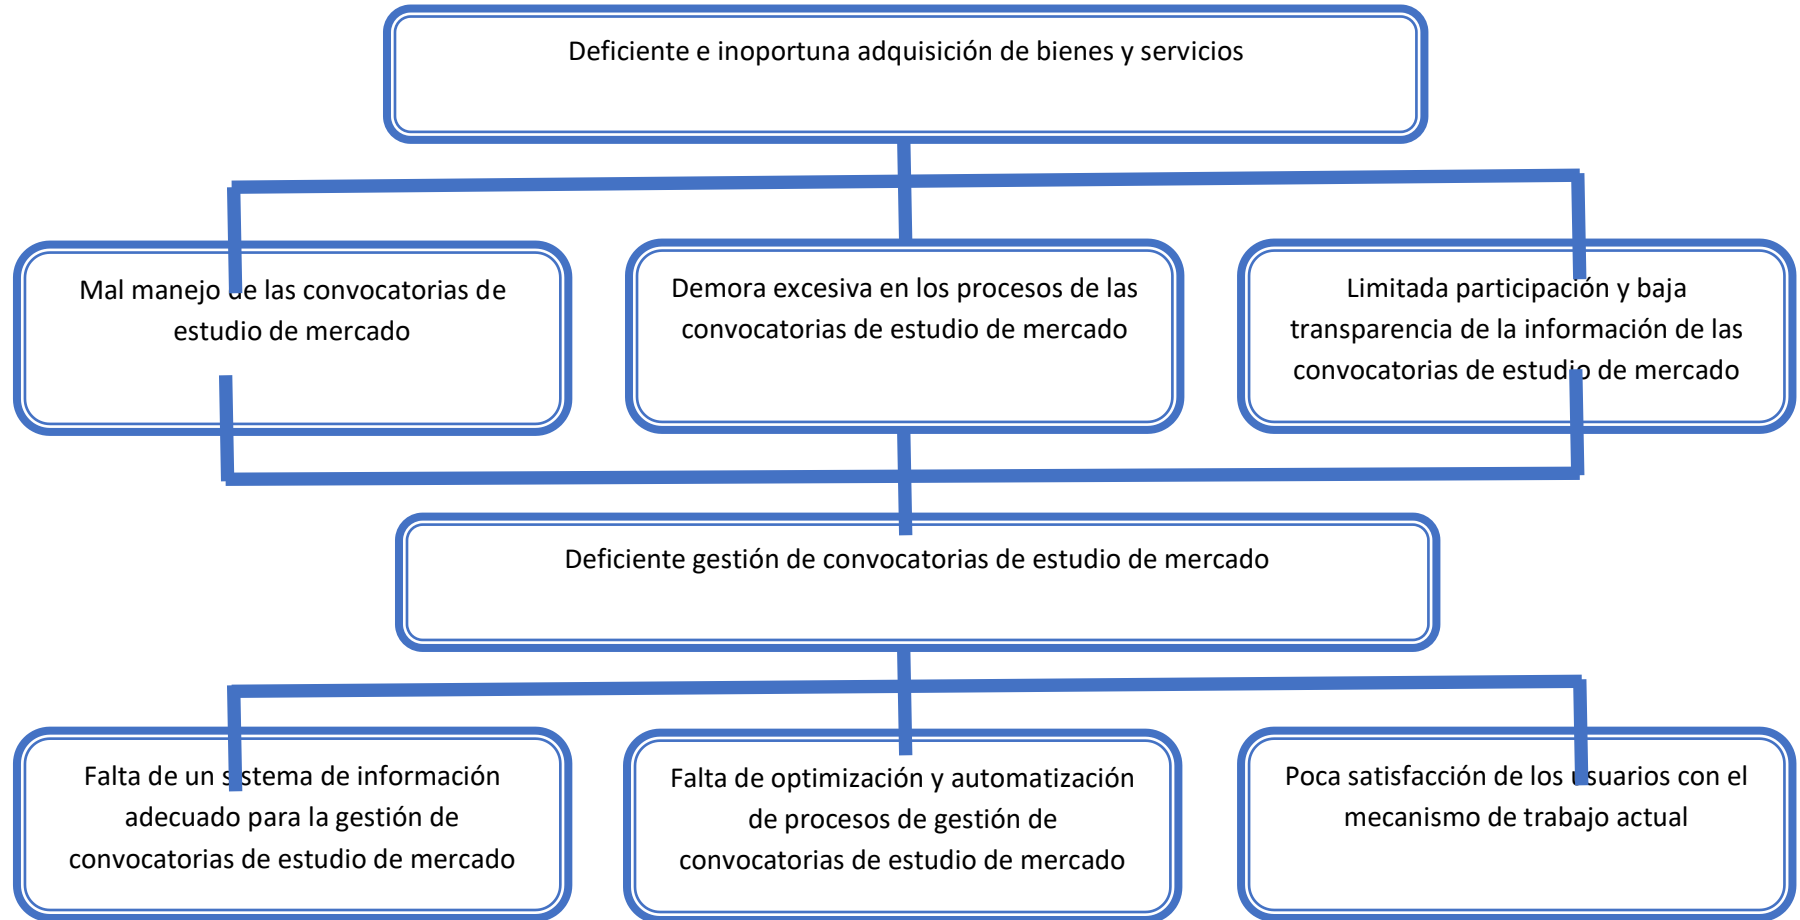 Deficiente e inoportuna adquisición de bienes y servicios
Mal manejo de las convocatorias de
estudio de mercado
Demora excesiva en los procesos de las
convocatorias de estudio de mercado
Limitada participación y baja
transparencia de la información de las
convocatorias de estudio de mercado
Deficiente gestión de convocatorias de estudio de mercado
Falta de un sistema de información
adecuado para la gestión de
convocatorias de estudio de mercado
Falta de optimización y automatización
de procesos de gestión de
convocatorias de estudio de mercado
Poca satisfacción de los usuarios con el
mecanismo de trabajo actual